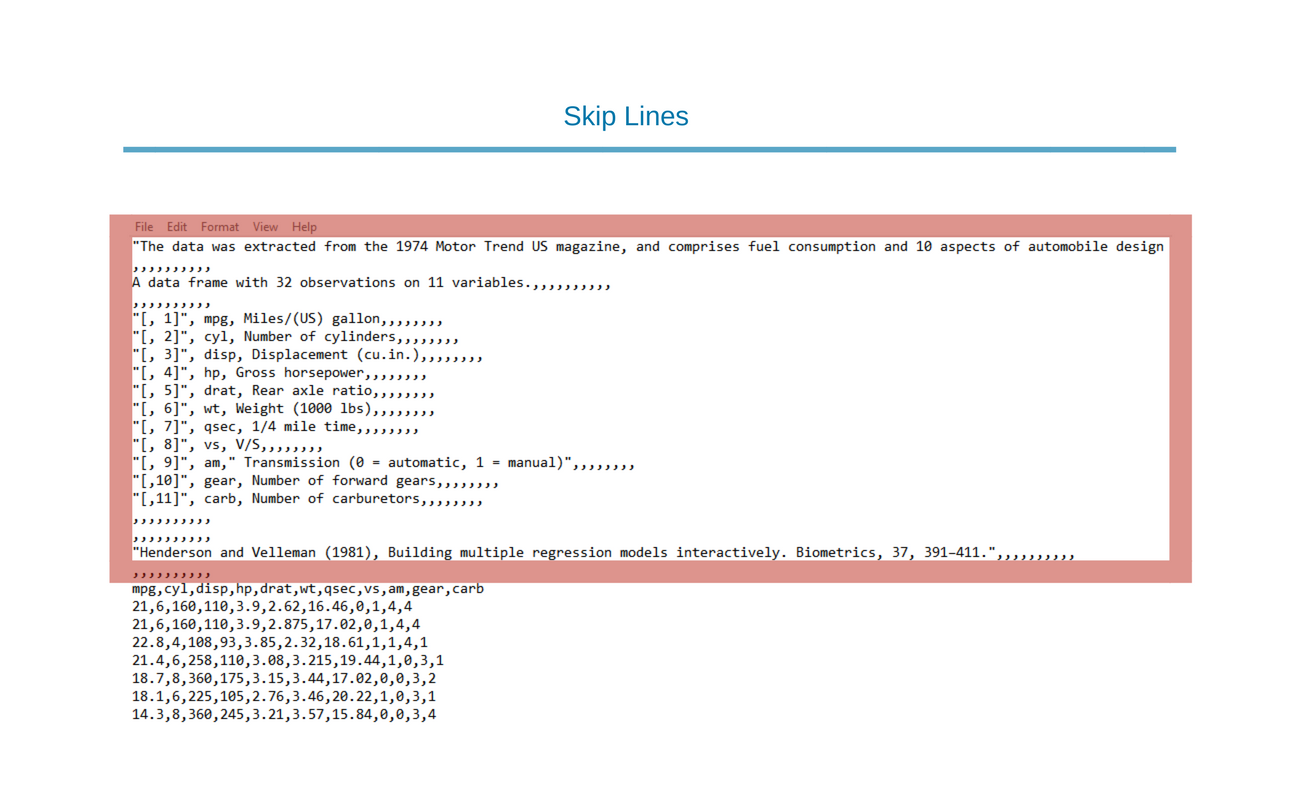 Skip Lines
File Edit Format View Help
"The data was extracted from the 1974 Motor Trend US magazine, and comprises fuel consumption and 10 aspects of automobile design
,,,,,,,,,,
A data frame with 32 observations on 11 variables.,,,,,,,,,,
,,,,,,,,,,
"[, 1]", mpg, Miles/(US) gallon,,,,,,,,
"[, 2]", cyl, Number of cylinders,,,,,,,,
"[, 3]", disp, Displacement (cu.in.),,,,,,,,
"[, 4]", hp, Gross horsepower,,,,,,,,
"[, 5]", drat, Rear axle ratio,,,,,,,,
"[, 6]", wt, Weight (1000 lbs),,,,,,,,
"[, 7]", qsec, 1/4 mile time,,,,,,,,
"[, 8]", vs, V/S,,,,,,,,
"[, 9]", am," Transmission (0 = automatic, 1 = manual)",,,,,,,,
"[,10]", gear, Number of forward gears,,,,,,,,
"[,11]", carb, Number of carburetors,,,,,,,,
,,,,,,,,,,
,,,,,,,,,,
"Henderson and Velleman (1981), Building multiple regression models interactively. Biometrics, 37, 391–411.",,,,,,,,,,
,,,,,,,,,,
mpg,cyl,disp,hp,drat,wt,qsec,vs,am,gear,carb
21,6,160,110,3.9,2.62,16.46,0,1,4,4
21,6,160,110,3.9,2.875,17.02,0,1,4,4
22.8,4,108,93,3.85,2.32,18.61,1,1,4,1
21.4,6,258,110,3.08,3.215,19.44,1,0,3,1
18.7,8,360,175,3.15,3.44,17.02,0,0,3,2
18.1,6,225,105,2.76,3.46,20.22,1,0,3,1
14.3,8,360,245,3.21,3.57,15.84,0,0,3,4